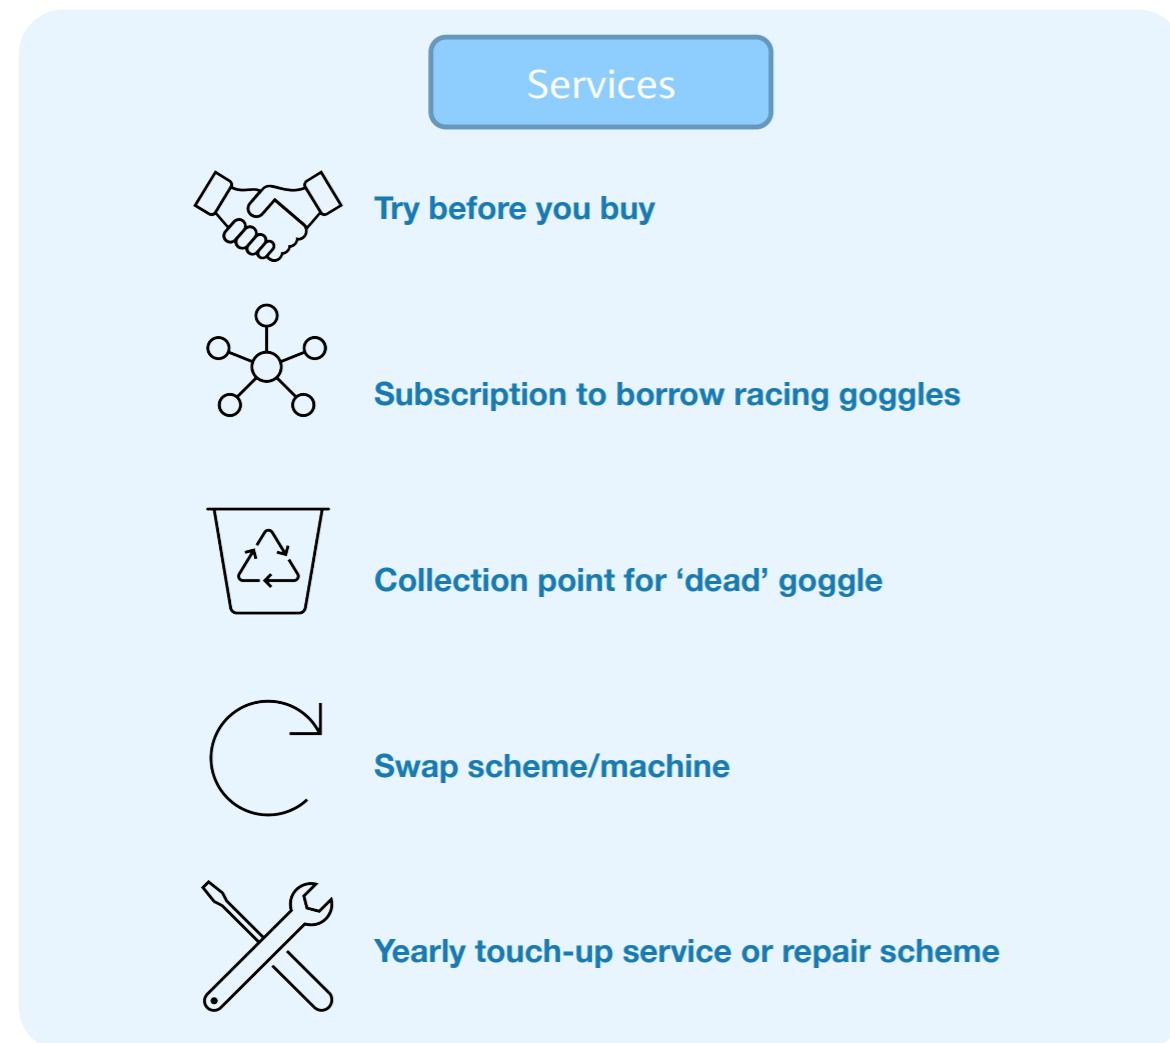 Services
Try before you buy
Subscription to borrow racing goggles
Collection point for ‘dead’ goggle
Swap scheme/machine
Yearly touch-up service or repair scheme